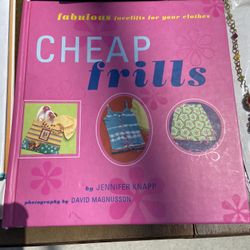 fabulous facelifts for your clothes
CHEAP
frills
by JENNIFER KNAPP
photography by DAVID MAGNUSSON